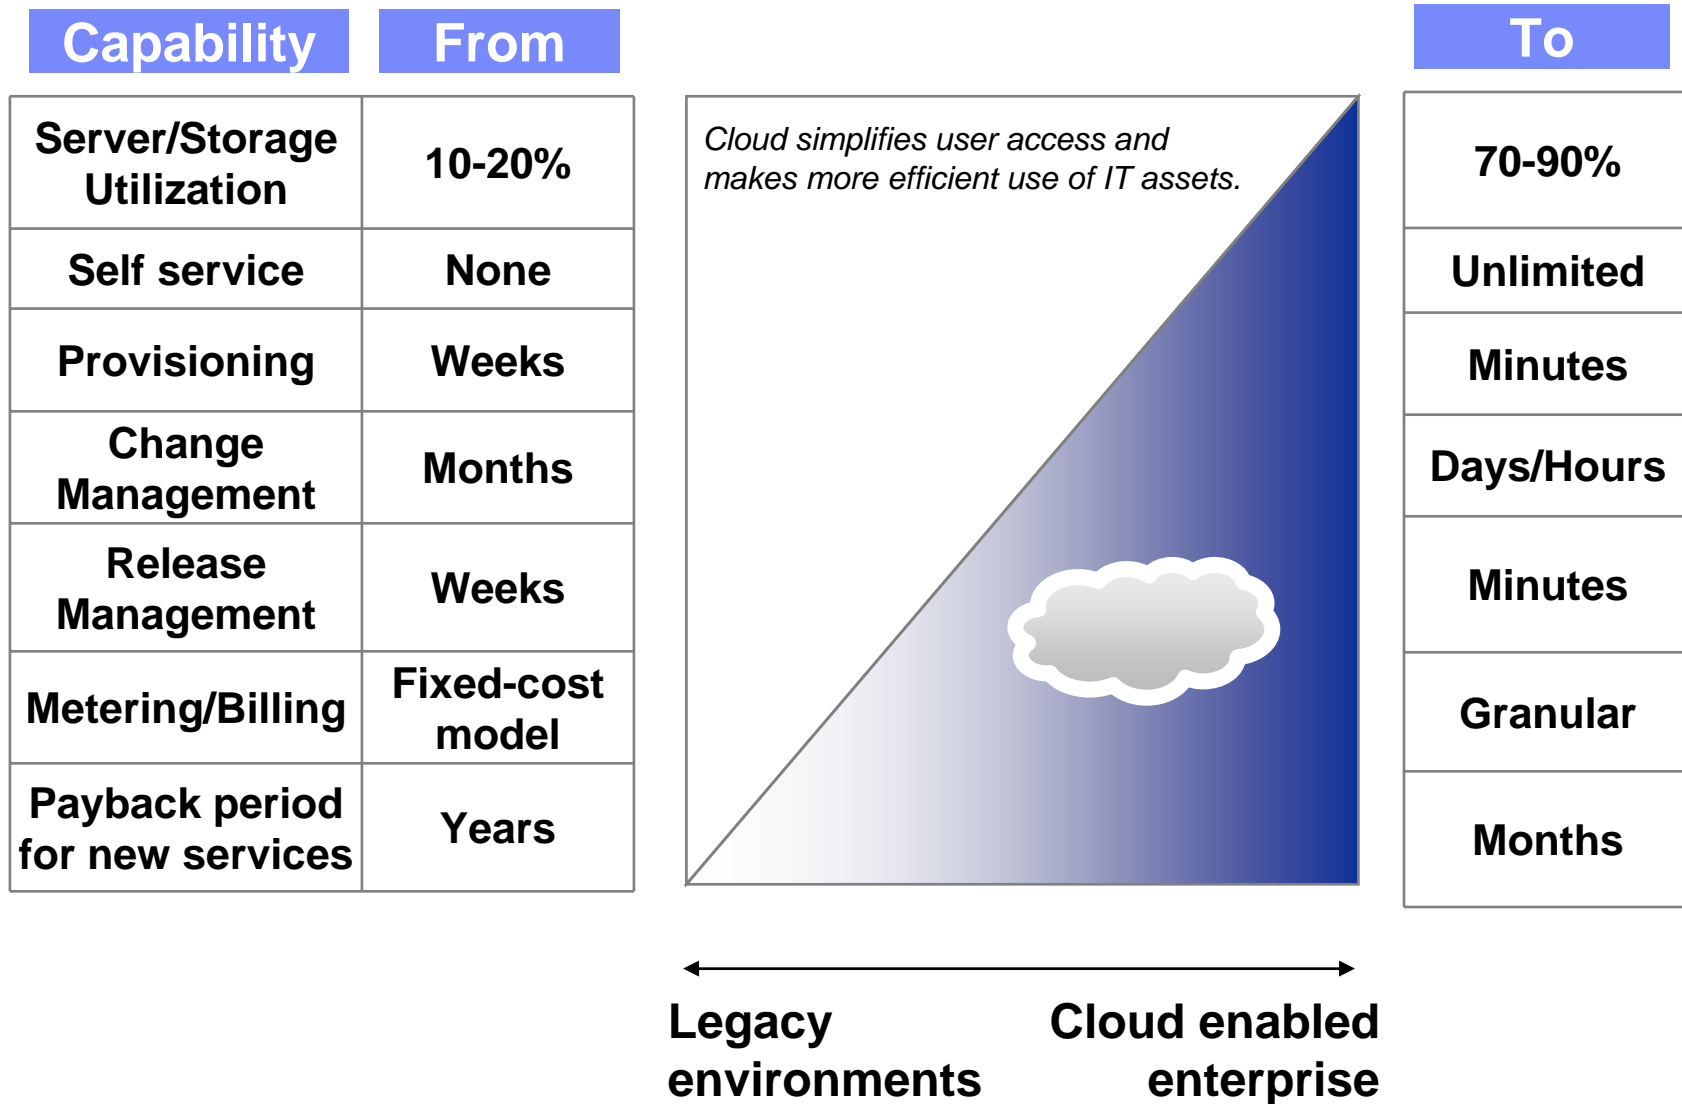 Capability
From
To
Server/Storage
Utilization
10-20%
Cloud simplifies user access and
makes more efficient use of IT assets.
70-90%
Self service
None
Unlimited
Provisioning
Weeks
Minutes
Change
Management
Months
Days/Hours
Release
Management
Weeks
Minutes
Metering/Billing
Fixed-cost
model
Granular
Payback period
for new services
Years
Months
Legacy
environments
Cloud enabled
enterprise